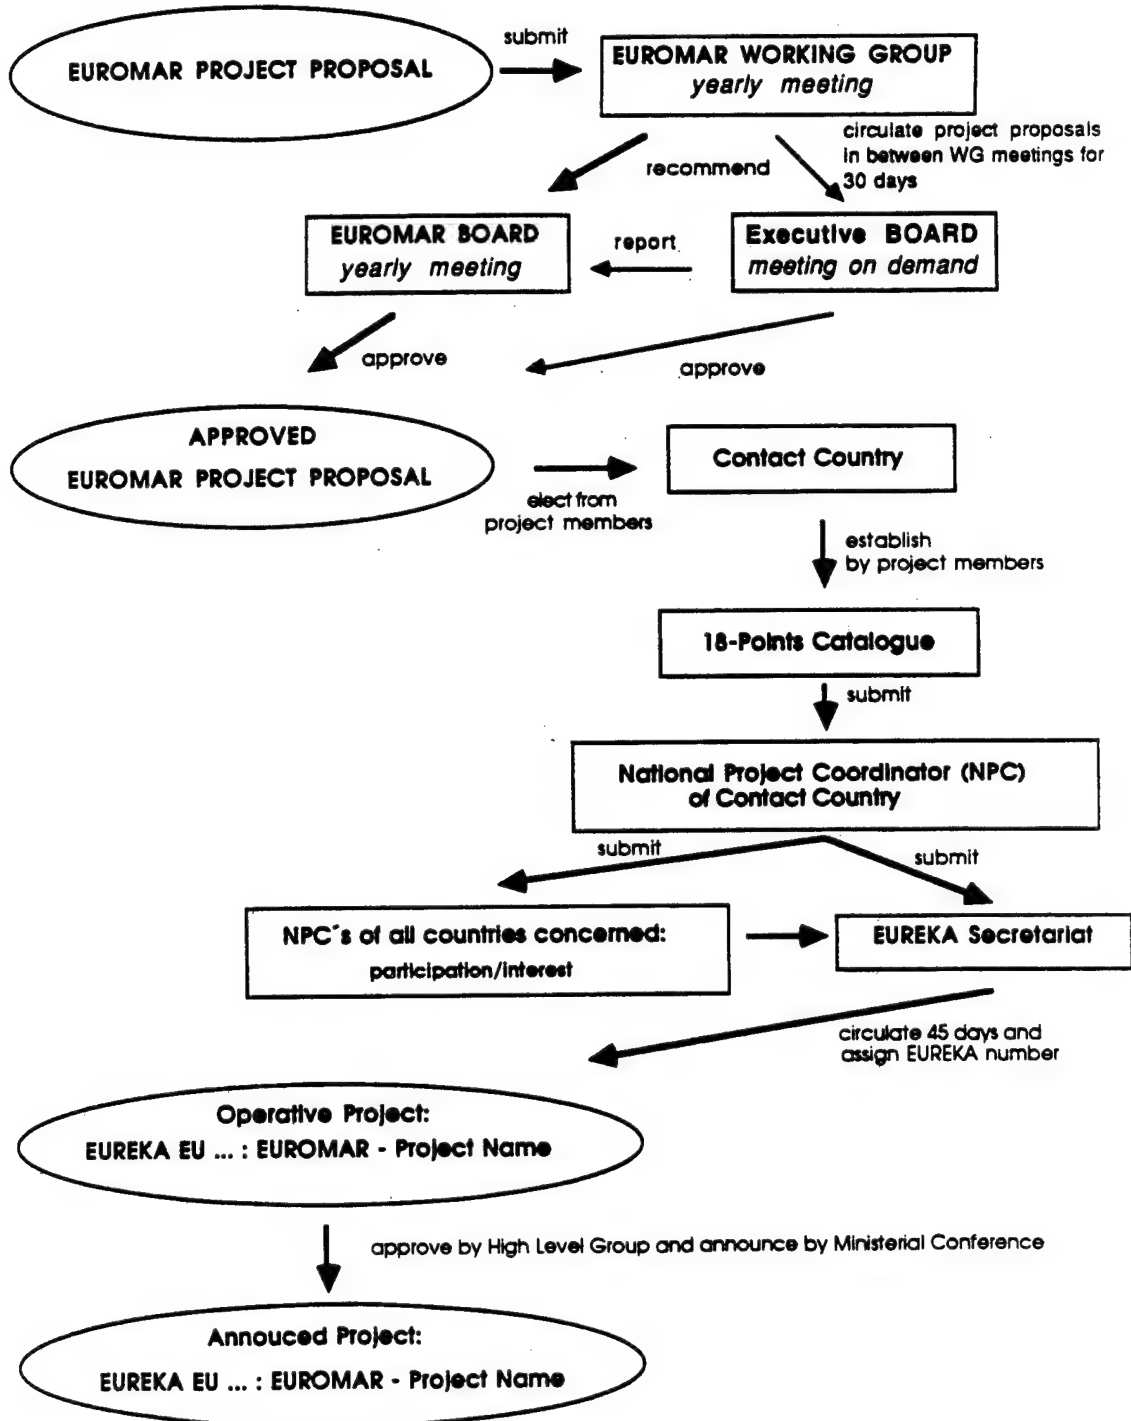 submit
EUROMAR PROJECT PROPOSAL
EUROMAR WORKING GROUP
yearly meeting
circulate project proposals
in between WG meetings for
30 days
recommend
EUROMAR BOARD
yearly meeting
report
Executive BOARD
meeting on demand
approve
approve
APPROVED
EUROMAR PROJECT PROPOSAL
elect from
project members
Contact Country
establish
by project members
18-Points Catalogue
submit
National Project Coordinator (NPC)
of Contact Country
submit
submit
NPC´s of all countries concerned:
participation/interest
EUREKA Secretariat
circulate 45 days and
assign EUREKA number
Operative Project:
EUREKA EU ... : EUROMAR - Project Name
approve by High Level Group and announce by Ministerial Conference
Annouced Project:
EUREKA EU ... : EUROMAR - Project Name